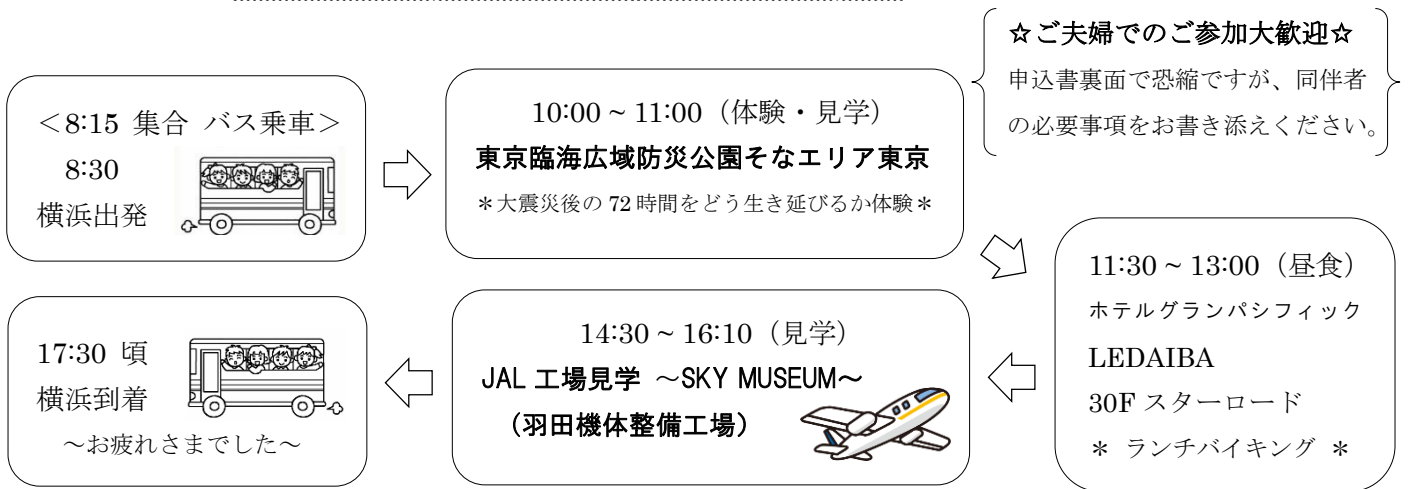 ☆ご夫婦でのご参加大歓迎☆
申込書裏面で恐縮ですが、同伴者
の必要事項をお書き添えください。
＜8:15 集合 バス乗車＞
8:30
横浜出発
10:00 ~ 11:00（体験・見学）
東京臨海広域防災公園そなエリア東京
＊大震災後の 72 時間をどう生き延びるか体験＊
11:30 ~ 13:00（昼食）
ホテルグランパシフィック
LEDAIBA
30F スターロード
＊ ランチバイキング ＊
14:30 ~ 16:10（見学）
JAL 工場見学 ～SKY MUSEUM～
（羽田機体整備工場）
17:30 頃
横浜到着
～お疲れさまでした～